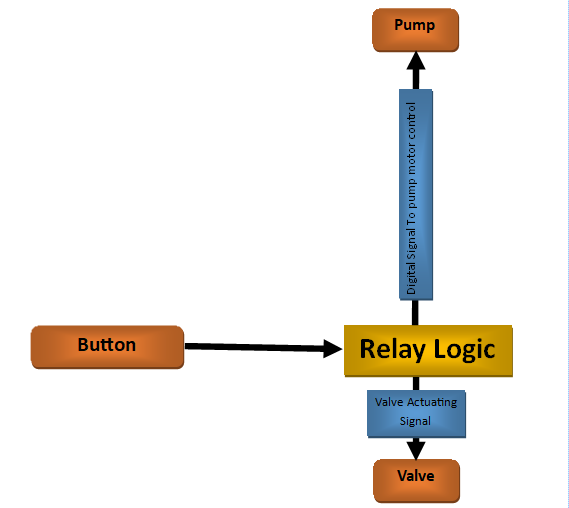 Pump
Digital Signal To pump motor control
Button
Relay Logic
Valve Actuating
Signal
Valve